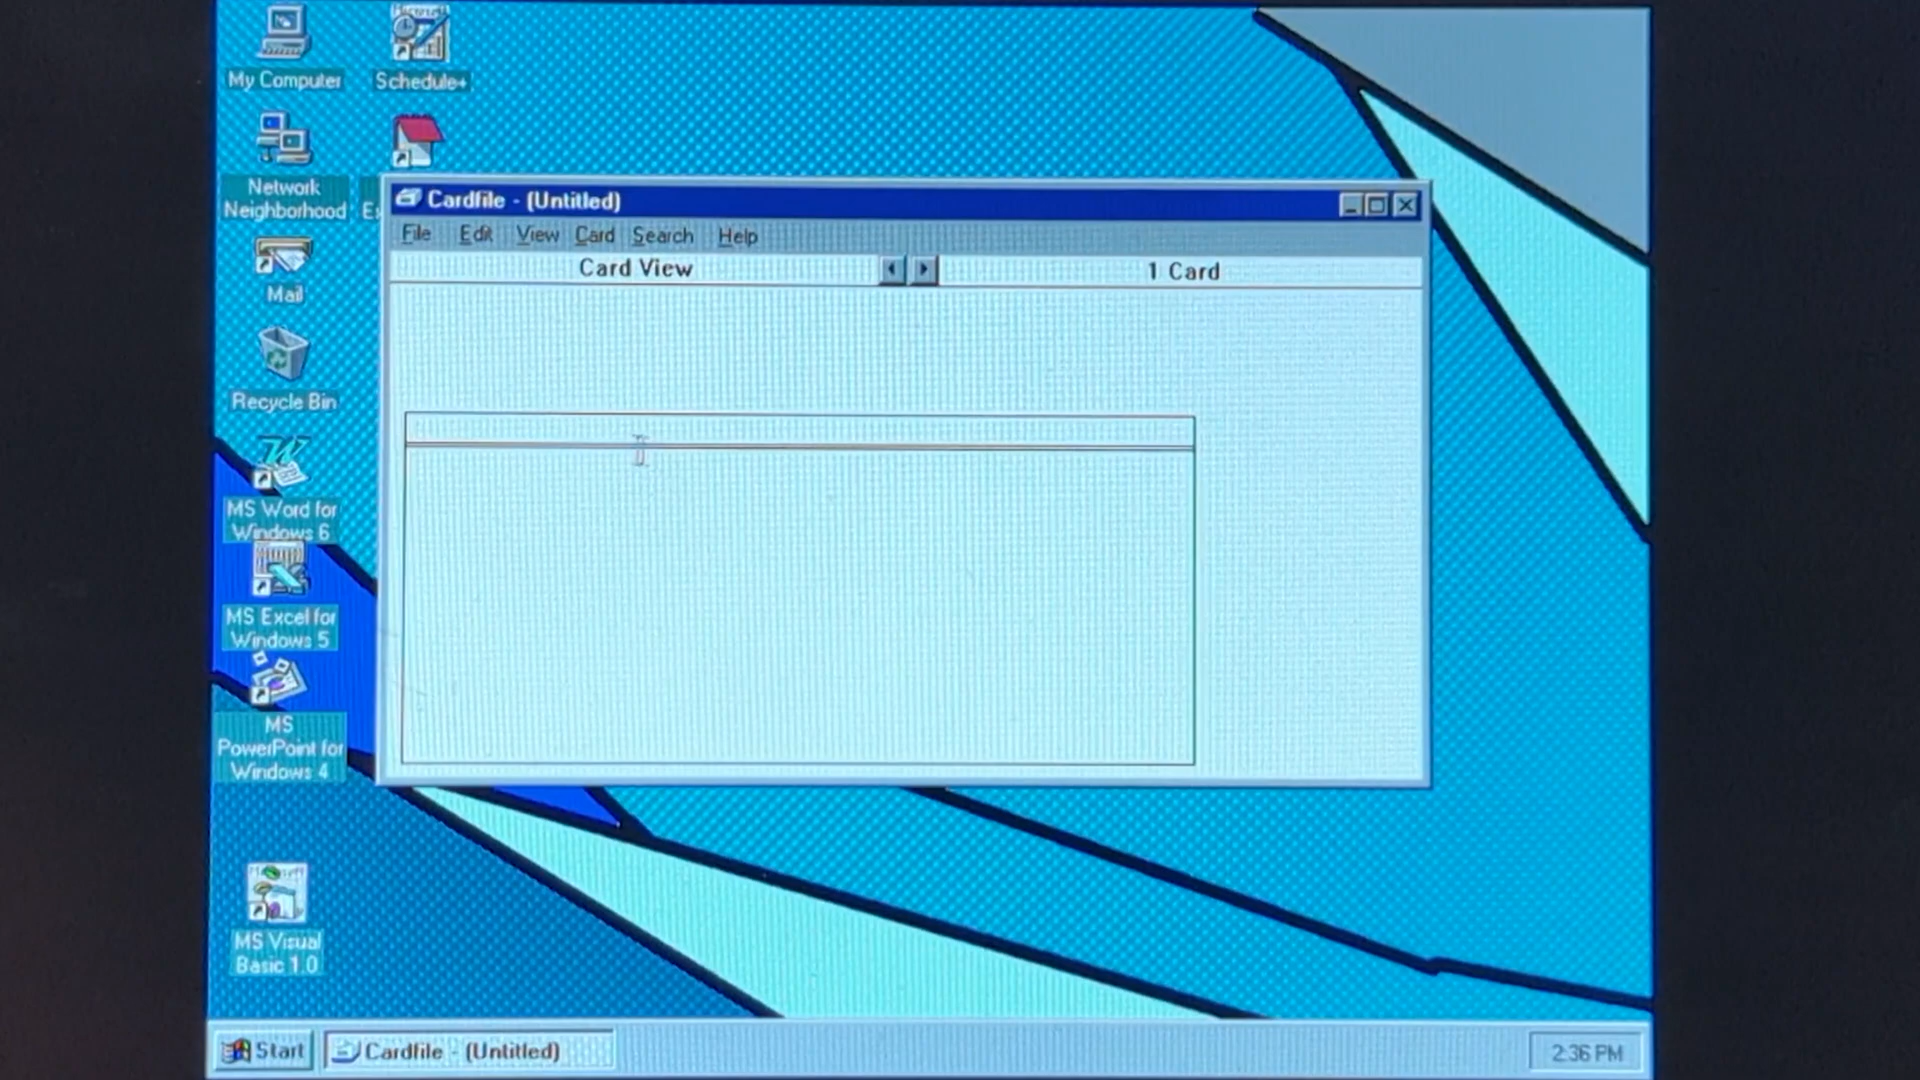 My Computer
Microsoft
Schedule+
Network
Neighborhood
Mail
Recycle Bin
MS Word for
Windows 6
MS Excel for
Windows 5
MS
PowerPoint for
Windows 4
MS Visual
Basic 1.0
Cardfile - (Untitled)
File Edit View Card Search Help
Card View
1 Card
Start
Cardfile - (Untitled)
2:36 PM